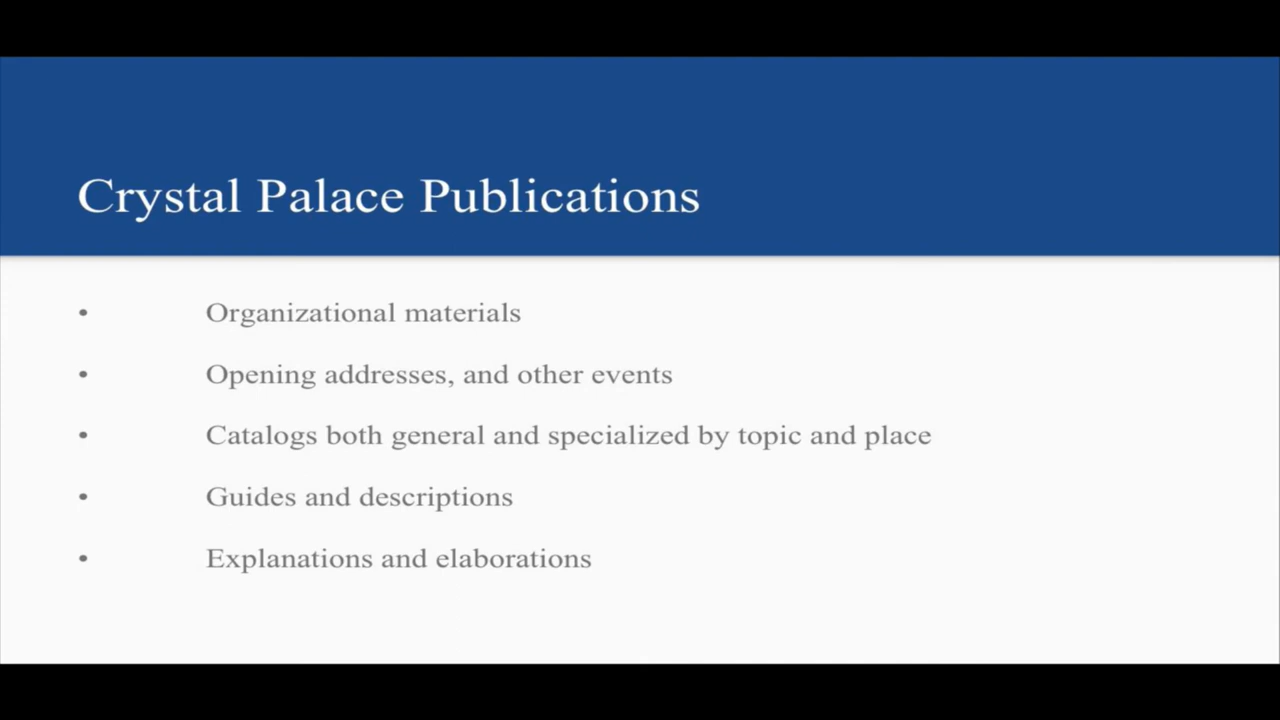 Crystal Palace Publications
• Organizational materials
• Opening addresses, and other events
• Catalogs both general and specialized by topic and place
• Guides and descriptions
• Explanations and elaborations